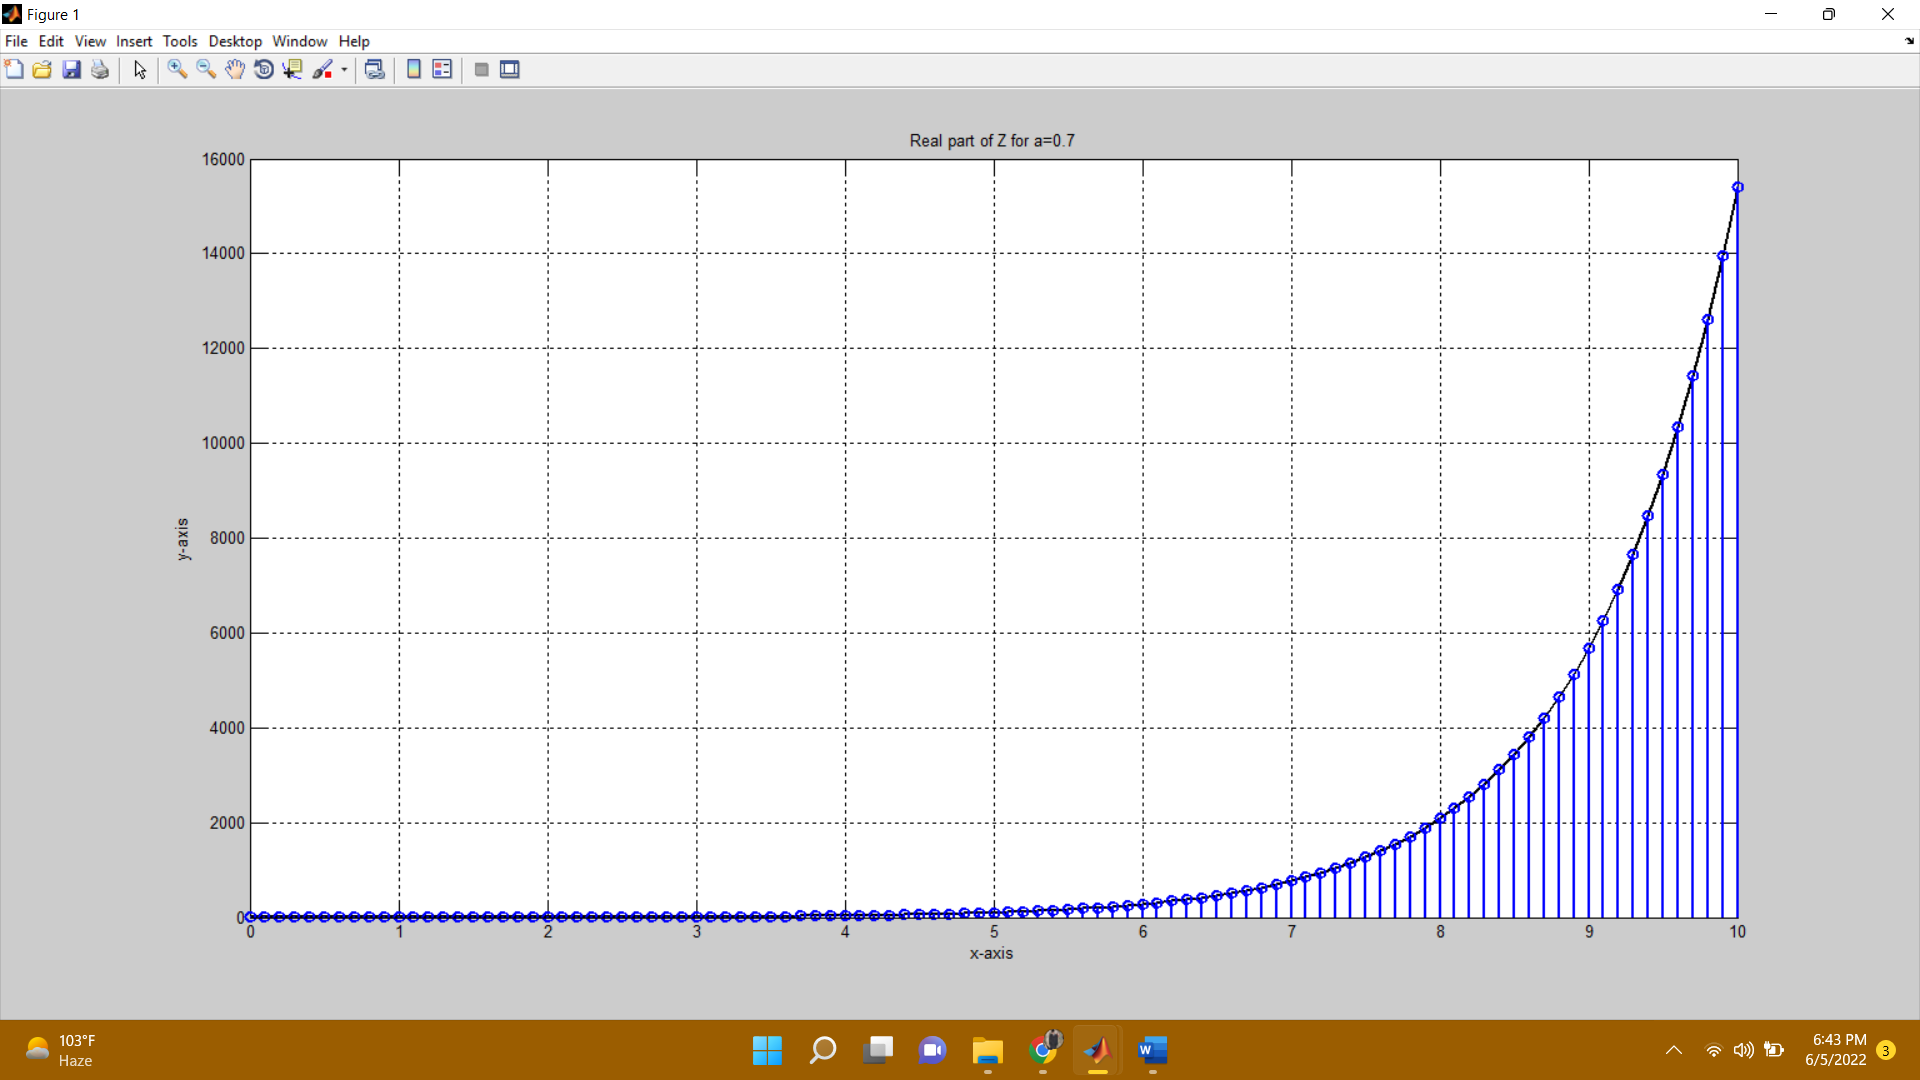 Figure 1
File Edit View Insert Tools Desktop Window Help
Real part of Z for a=0.7
16000
14000
12000
10000
8000
6000
4000
2000
0
y-axis
0 1 2 3 4 5 6 7 8 9 10
x-axis
103°F
Haze
W
6:43 PM
6/5/2022
3